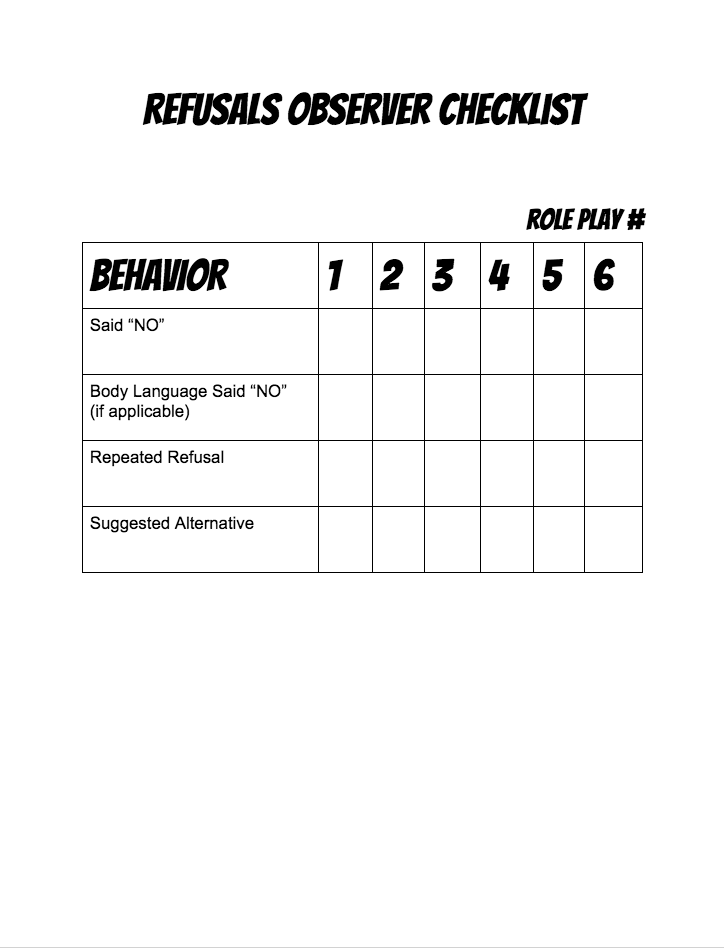 REFUSALS OBSERVER CHECKLIST
ROLE PLAY #
BEHAVIOR 1 2 3 4 5 6
Said “NO”
Body Language Said “NO”
(if applicable)
Repeated Refusal
Suggested Alternative